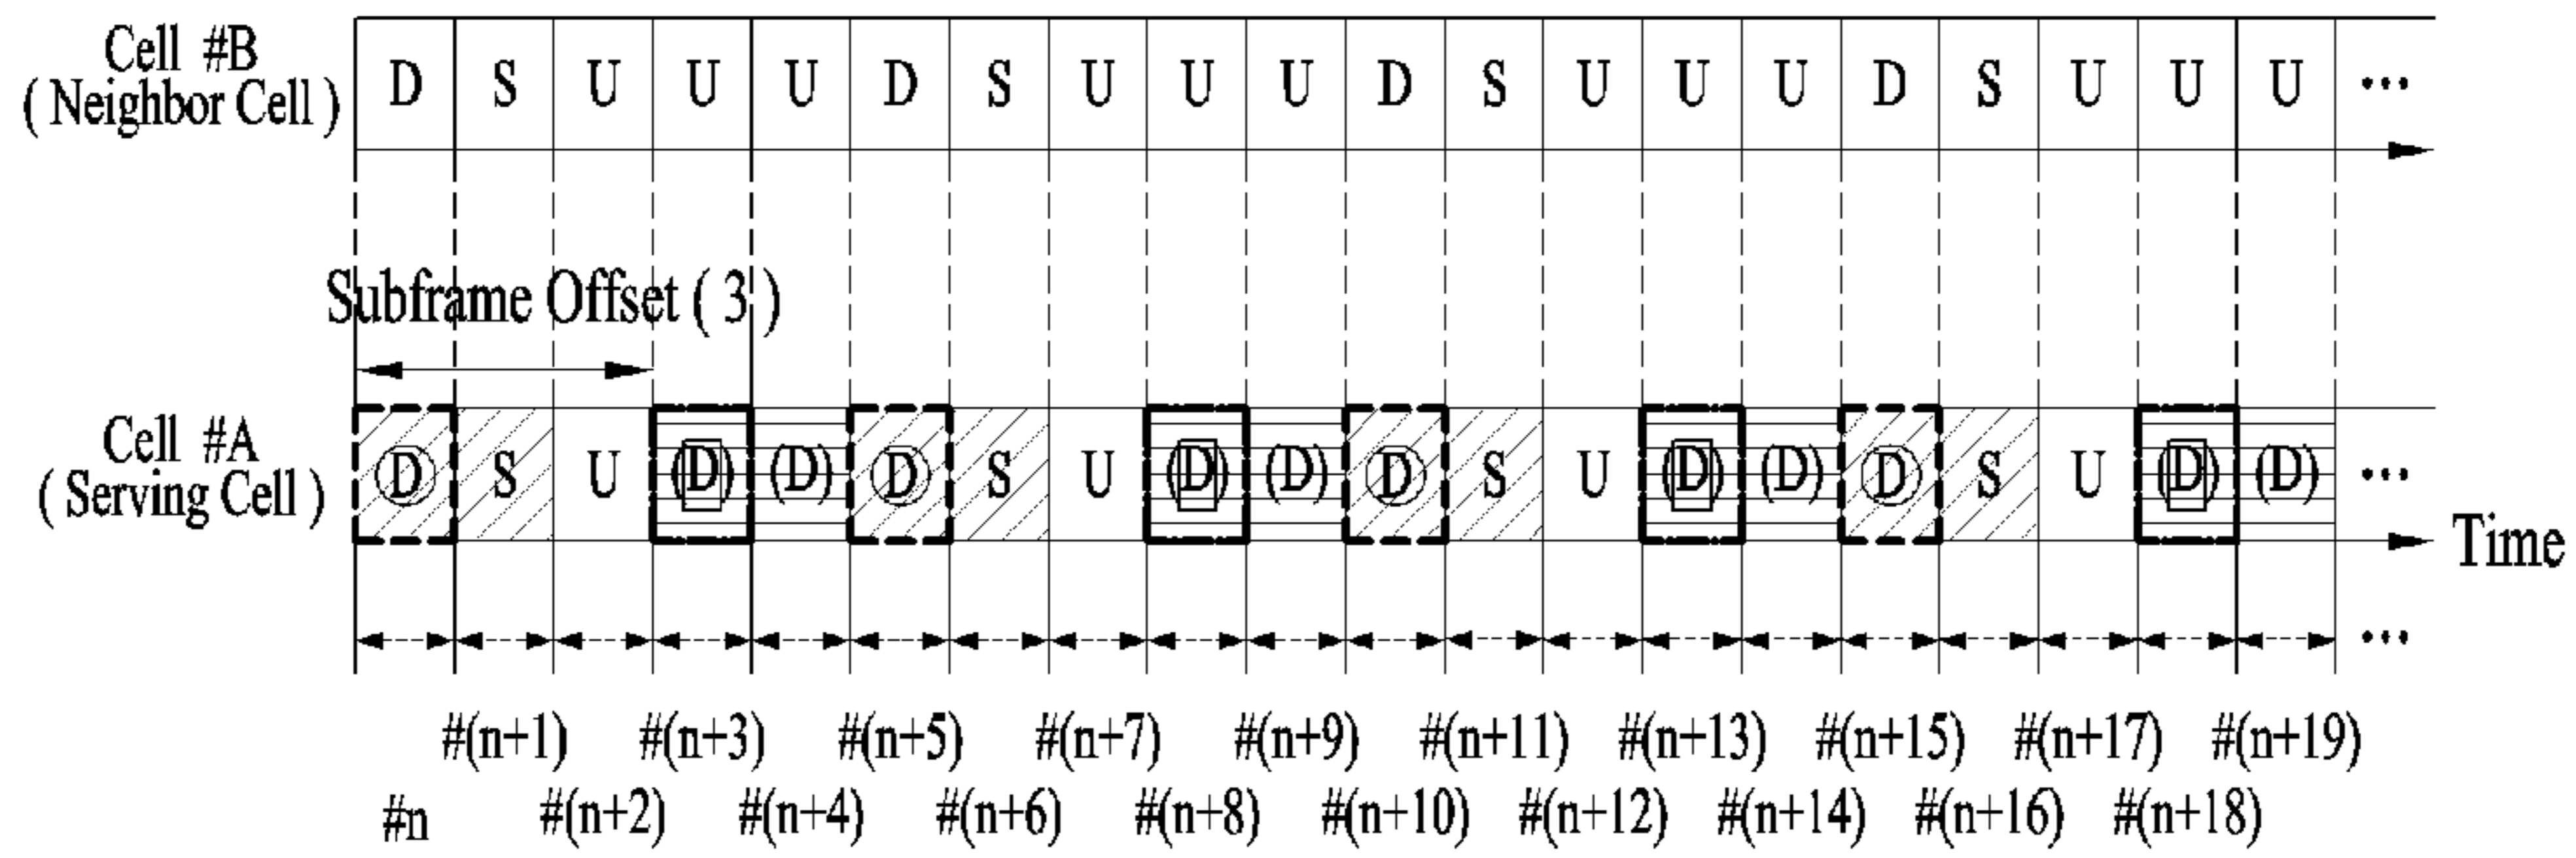 Cell #B
( Neighbor Cell )
D S U U U D S U U U D S U U U D S U U U ...
Subframe Offset ( 3 )
Cell #A
( Serving Cell )
D S U (D) (D) D S U (D) (D) D S U (D) (D) D S U (D) (D) ...
Time
...
#(n+1) #(n+3) #(n+5) #(n+7) #(n+9) #(n+11) #(n+13) #(n+15) #(n+17) #(n+19)
#n #(n+2) #(n+4) #(n+6) #(n+8) #(n+10) #(n+12) #(n+14) #(n+16) #(n+18)